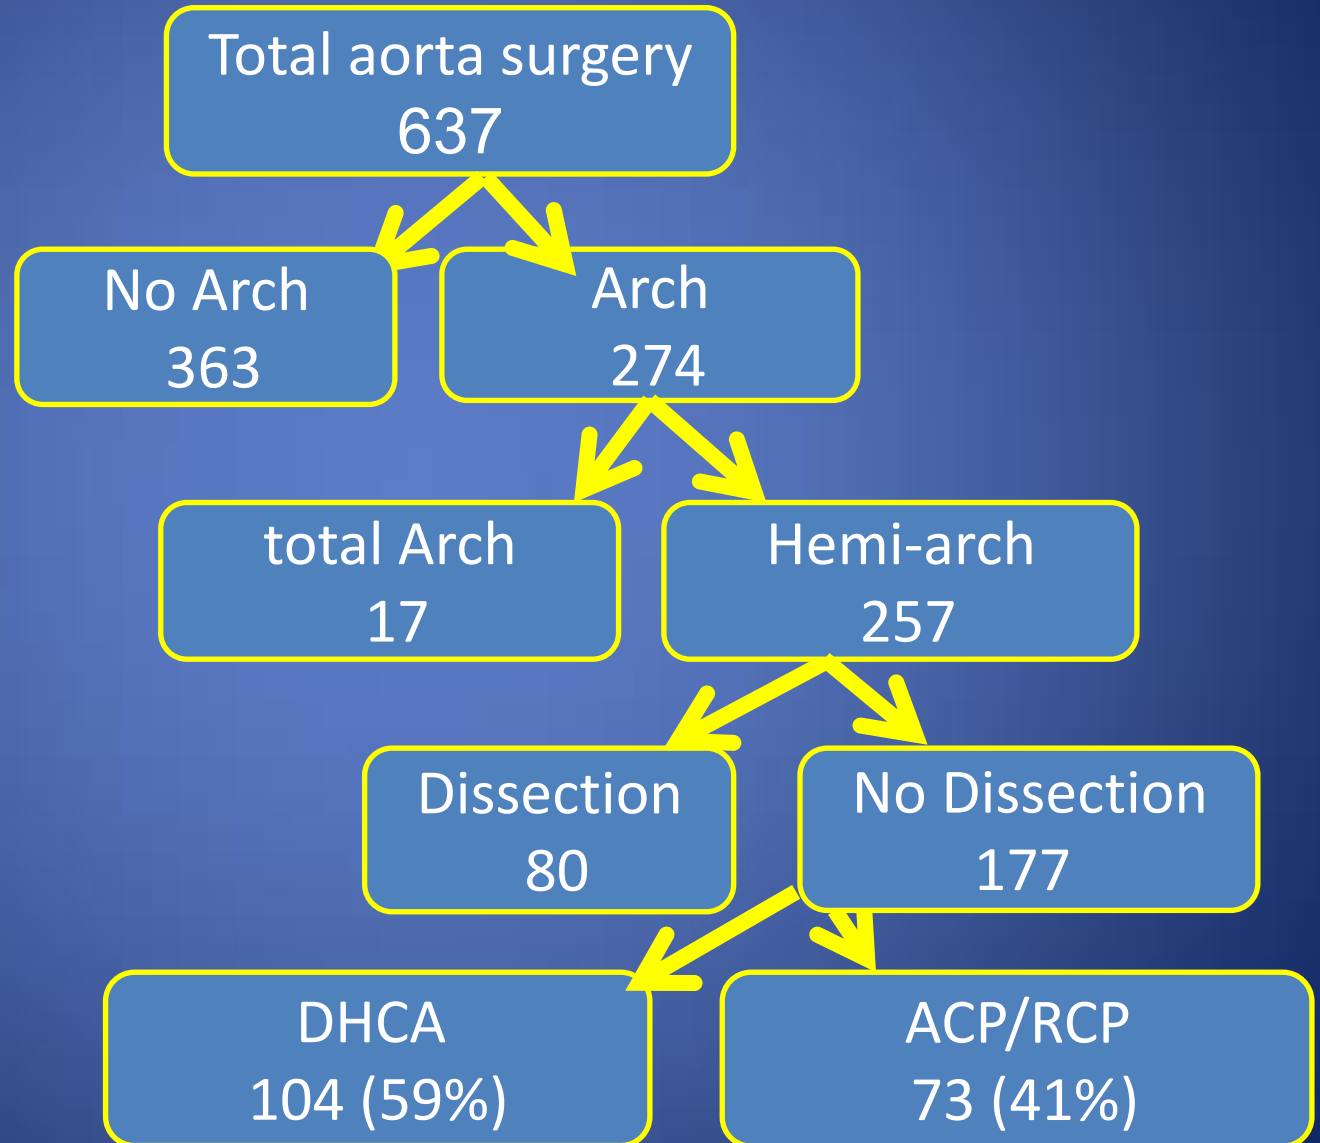 Total aorta surgery
637
No Arch
363
Arch
274
total Arch
17
Hemi-arch
257
Dissection
80
No Dissection
177
DHCA
104 (59%)
ACP/RCP
73 (41%)